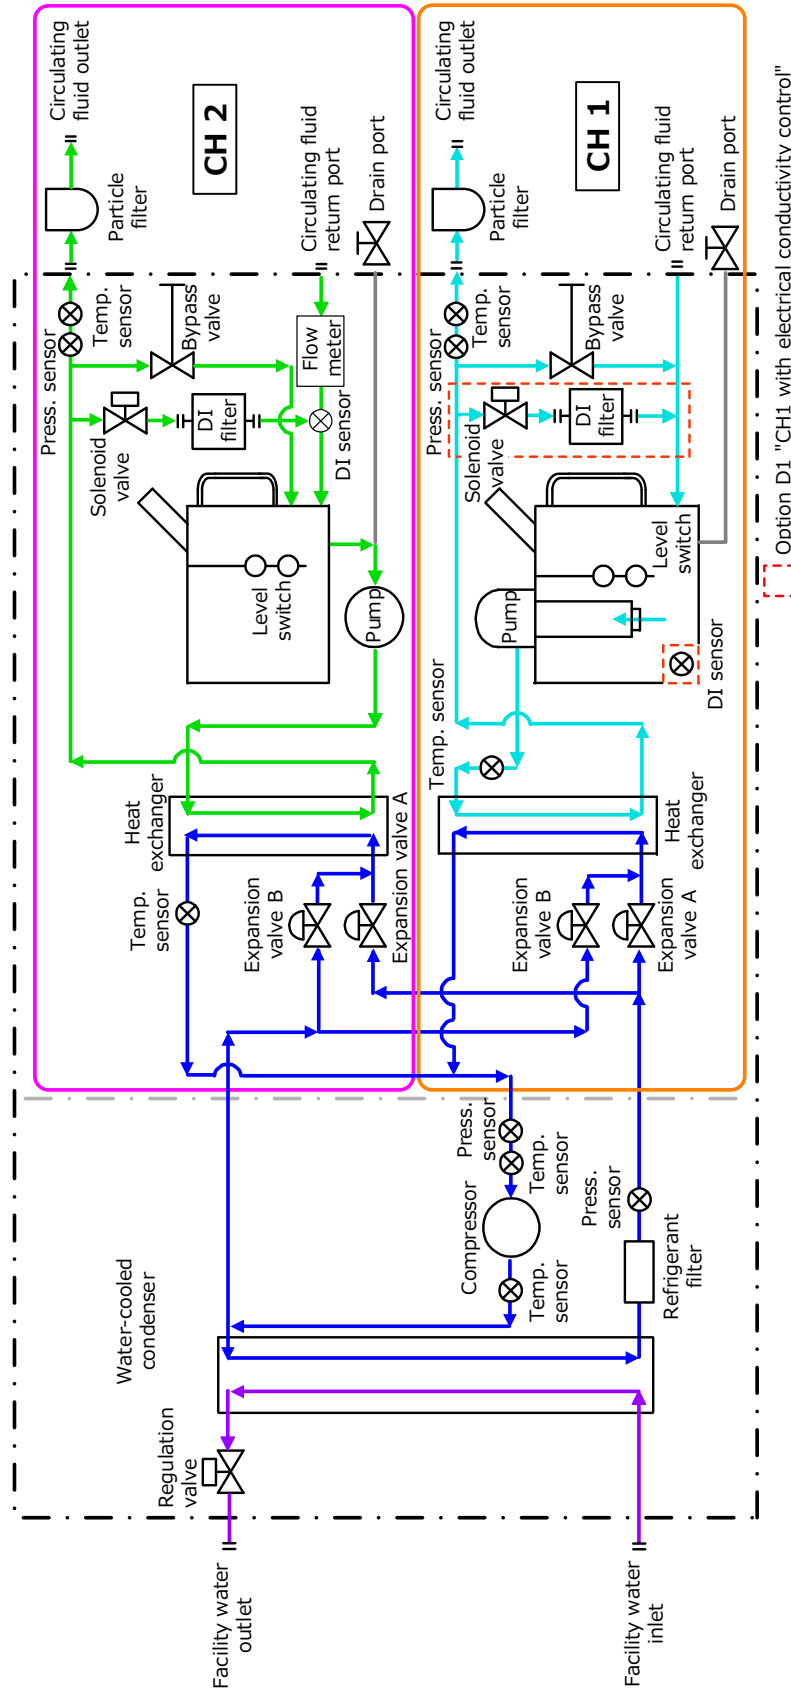 Circulating
fluid outlet
CH 2
Particle
filter
Circulating fluid
return port
Drain port
Press. sensor
Temp.
sensor
Bypass
valve
Flow
meter
Solenoid
valve
DI
filter
DI sensor
Level
switch
Pump
Heat
exchanger
Temp.
sensor
Expansion
valve B
Expansion valve A
Circulating
fluid outlet
CH 1
Particle
filter
Circulating fluid
return port
Drain port
Press. sensor
Temp.
sensor
Bypass
valve
Solenoid
valve
DI
filter
Level
switch
Pump
DI sensor
Temp. sensor
Heat
exchanger
Expansion
valve B
Expansion
valve A
Press.
sensor
Temp.
sensor
Compressor
Temp.
sensor
Press.
sensor
Refrigerant
filter
Water-cooled
condenser
Regulation
valve
Facility water
outlet
Facility water
inlet
Option D1 "CH1 with electrical conductivity control"